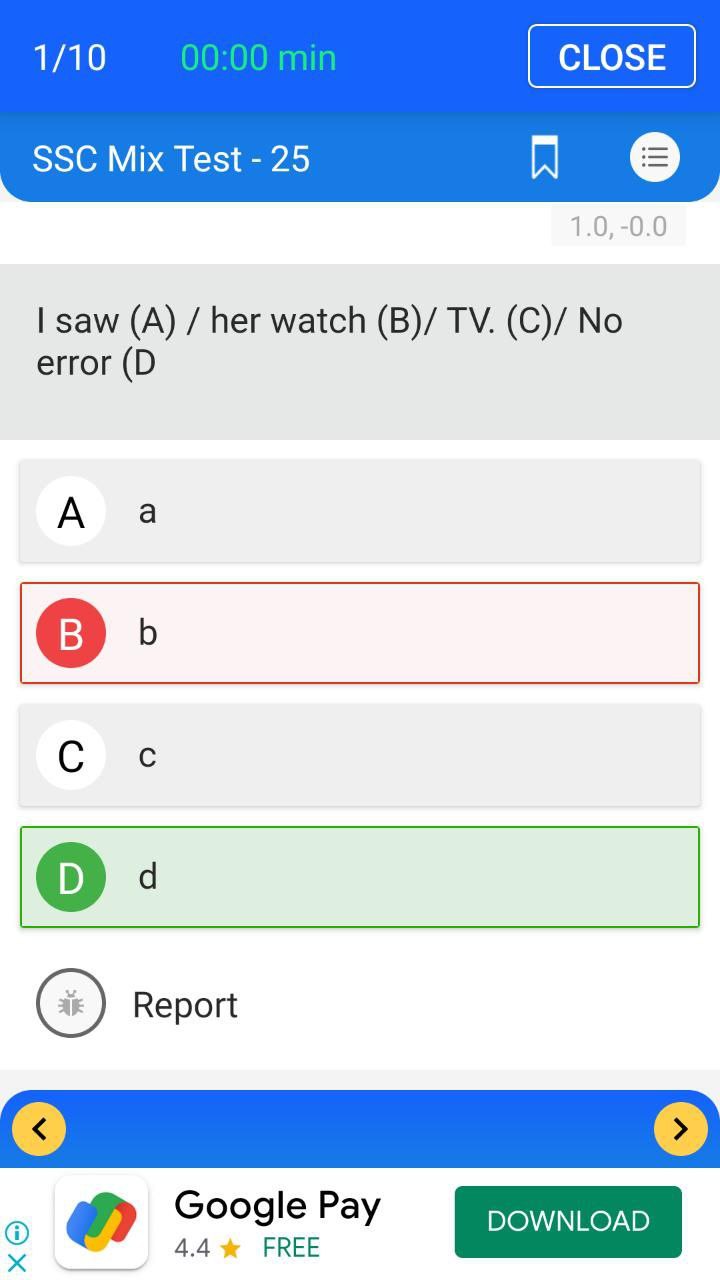 1/10 00:00 min CLOSE
SSC Mix Test - 25
1.0, -0.0
I saw (A) / her watch (B)/ TV. (C)/ No
error (D
A a
B b
C c
D d
Report
Google Pay
4.4 FREE
DOWNLOAD